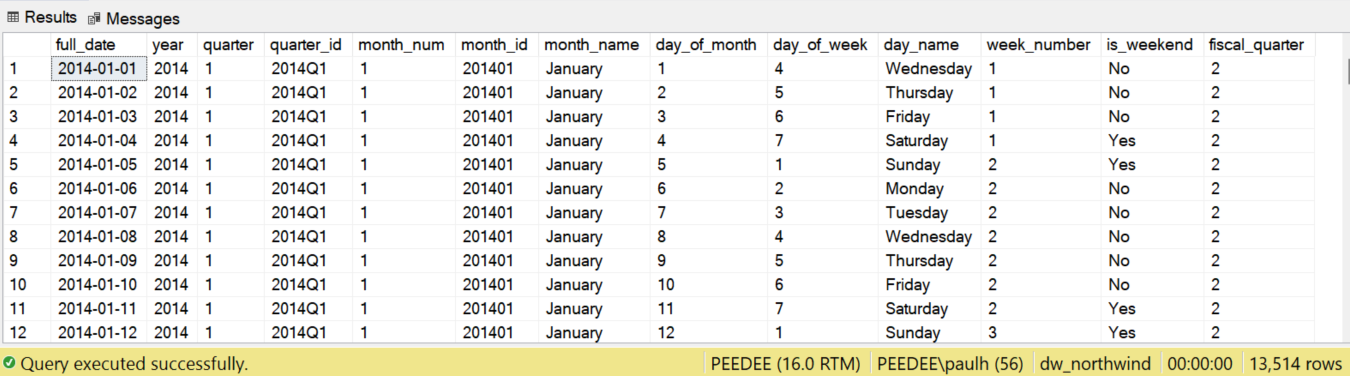 Results Messages
full_date year quarter quarter_id month_num month_id month_name day_of_month day_of_week day_name week_number is_weekend fiscal_quarter
1 2014-01-01 2014 1 2014Q1 1 201401 January 1 4 Wednesday 1 No 2
2 2014-01-02 2014 1 2014Q1 1 201401 January 2 5 Thursday 1 No 2
3 2014-01-03 2014 1 2014Q1 1 201401 January 3 6 Friday 1 No 2
4 2014-01-04 2014 1 2014Q1 1 201401 January 4 7 Saturday 1 Yes 2
5 2014-01-05 2014 1 2014Q1 1 201401 January 5 1 Sunday 2 Yes 2
6 2014-01-06 2014 1 2014Q1 1 201401 January 6 2 Monday 2 No 2
7 2014-01-07 2014 1 2014Q1 1 201401 January 7 3 Tuesday 2 No 2
8 2014-01-08 2014 1 2014Q1 1 201401 January 8 4 Wednesday 2 No 2
9 2014-01-09 2014 1 2014Q1 1 201401 January 9 5 Thursday 2 No 2
10 2014-01-10 2014 1 2014Q1 1 201401 January 10 6 Friday 2 No 2
11 2014-01-11 2014 1 2014Q1 1 201401 January 11 7 Saturday 2 Yes 2
12 2014-01-12 2014 1 2014Q1 1 201401 January 12 1 Sunday 3 Yes 2
Query executed successfully. PEEDEE (16.0 RTM) PEEDEE\paulh (56) dw_northwind 00:00:00 13,514 rows